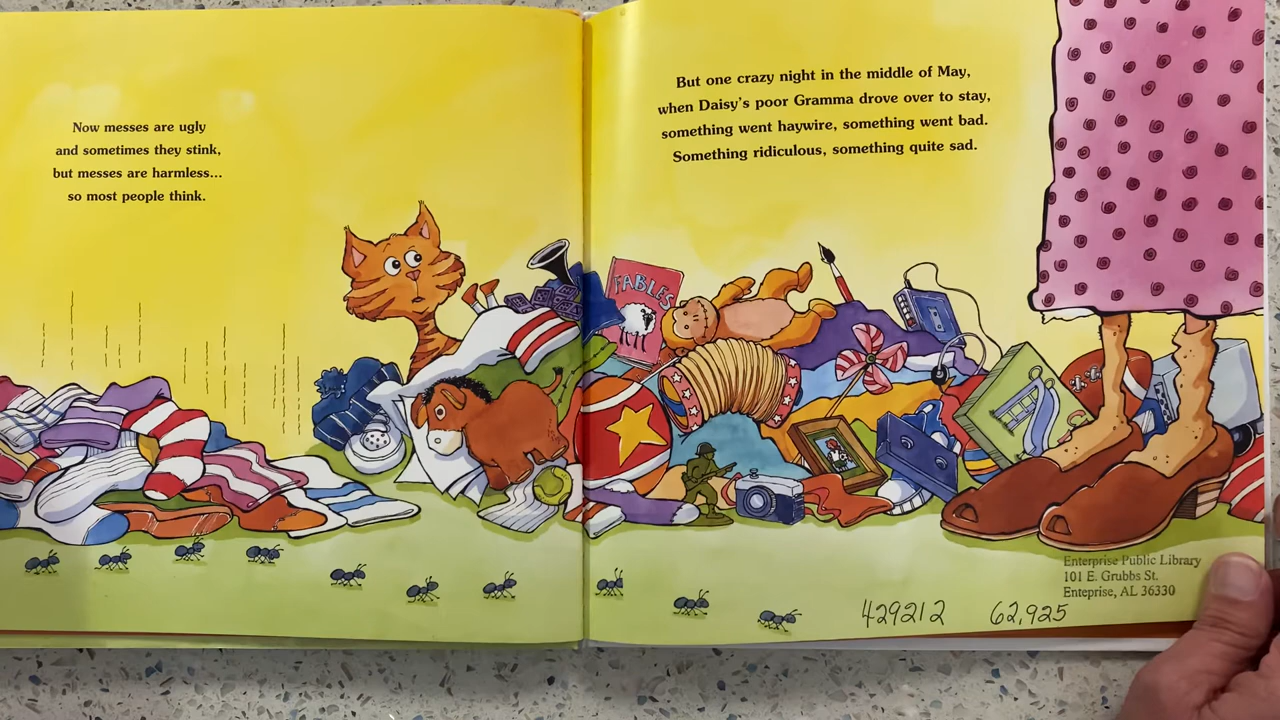 Now messes are ugly
and sometimes they stink,
but messes are harmless...
so most people think.
But one crazy night in the middle of May,
when Daisy's poor Gramma drove over to stay,
something went haywire, something went bad.
Something ridiculous, something quite sad.
FABLES
Enterprise Public Library
101 E. Grubbs St.
Enteprise, AL 36330
429212 62,925